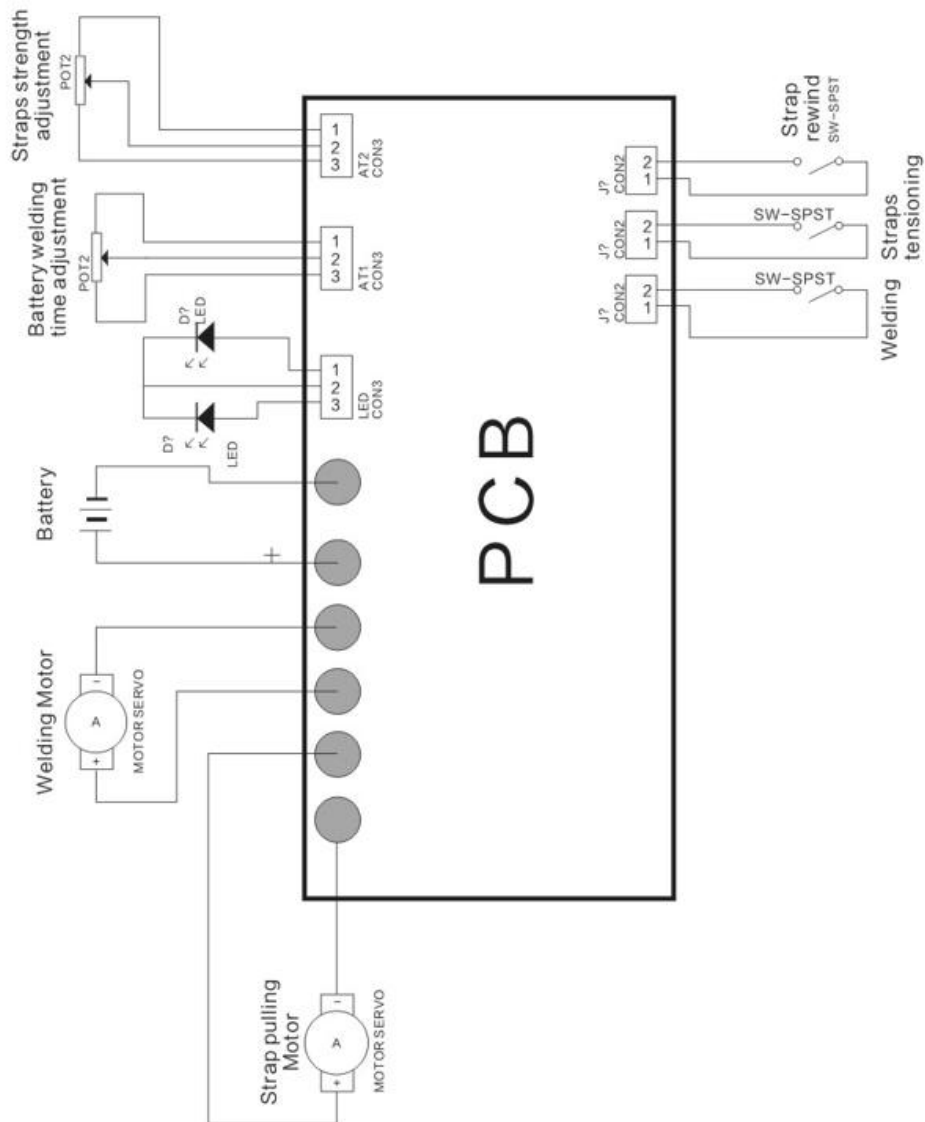 Straps strength
adjustment
POT2
1
2
3
AT2
CON3
Battery welding
time adjustment
POT2
1
2
3
AT1
CON3
D?
LED
D?
LED
1
2
3
LED
CON3
Battery
+
Welding Motor
-
A
+
MOTOR SERVO
Strap pulling
Motor
-
A
+
MOTOR SERVO
PCB
J?
CON2
2
1
Strap
rewind
SW-SPST
J?
CON2
2
1
SW-SPST
Straps
tensioning
J?
CON2
2
1
SW-SPST
Welding